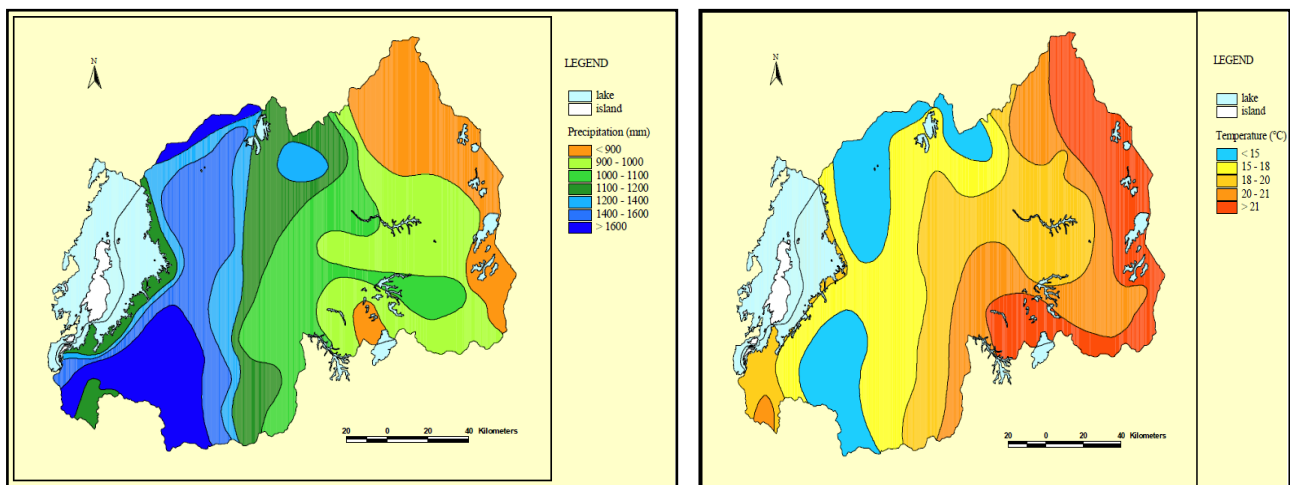 N
LEGEND
lake
island
Precipitation (mm)
< 900
900 - 1000
1000 - 1100
1100 - 1200
1200 - 1400
1400 - 1600
> 1600
20 0 20 40 Kilometers
N
LEGEND
lake
island
Temperature (°C)
< 15
15 - 18
18 - 20
20 - 21
> 21
20 0 20 40 Kilometers